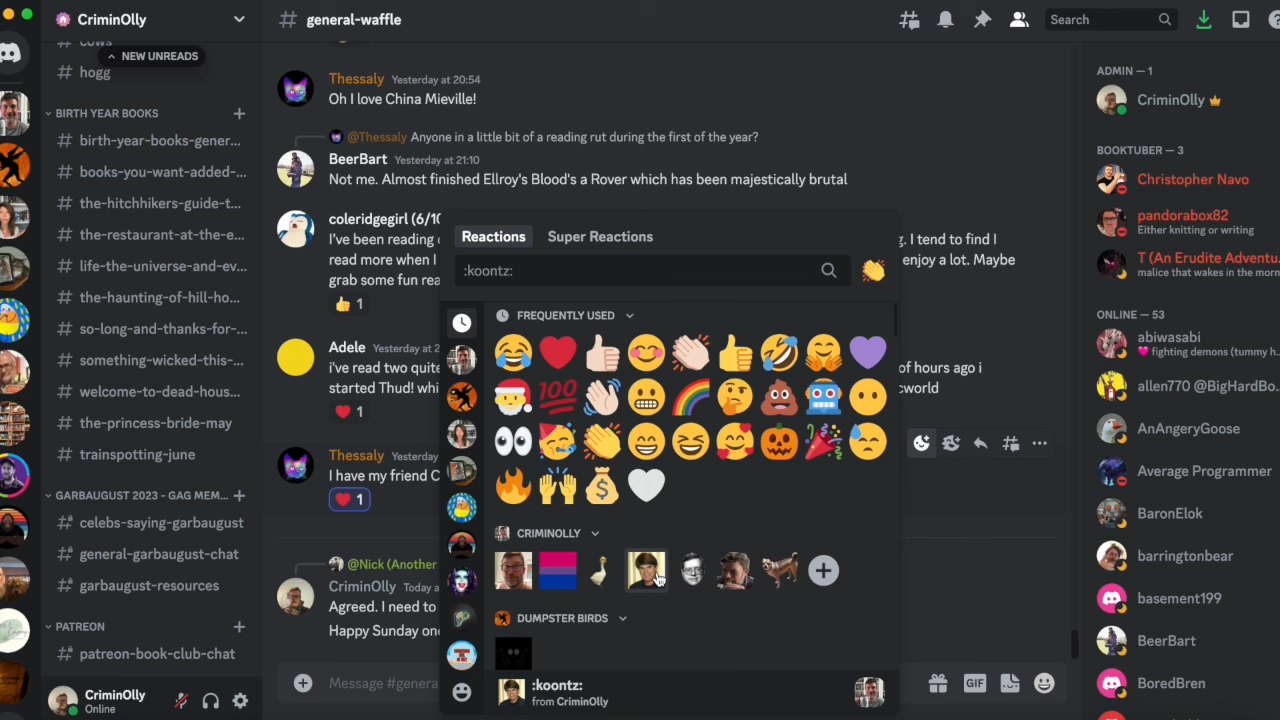 CriminOlly
general-waffle
Search
cows
NEW UNREADS
hogg
BIRTH YEAR BOOKS
birth-year-books-gener...
books-you-want-added-...
the-hitchhikers-guide-t...
the-restaurant-at-the-e...
life-the-universe-and-ev...
the-haunting-of-hill-ho...
so-long-and-thanks-for-...
something-wicked-this-...
welcome-to-dead-hous...
the-princess-bride-may
trainspotting-june
GARBAUGUST 2023 - GAG MEM...
celebs-saying-garbaugust
general-garbaugust-chat
garbaugust-resources
PATREON
patreon-book-club-chat
CriminOlly
Online
Thessaly Yesterday at 20:54
Oh I love China Mieville!
@Thessaly Anyone in a little bit of a reading rut during the first of the year?
BeerBart Yesterday at 21:10
Not me. Almost finished Ellroy's Blood's a Rover which has been majestically brutal
coleridgegirl (6/10
I've been reading
g. I tend to find I
read more when I
enjoy a lot. Maybe
grab some fun rea
1
Adele Yesterday at 2
i've read two quite
of hours ago i
started Thud! whi
cworld
1
Thessaly Yesterday
I have my friend C
1
@Nick (Another
CriminOlly Today a
Agreed. I need to
Happy Sunday one
Message #genera
GIF
Reactions
Super Reactions
:koontz:
FREQUENTLY USED
100
CRIMINOLLY
DUMPSTER BIRDS
:koontz:
from CriminOlly
ADMIN — 1
CriminOlly
BOOKTUBER — 3
Christopher Navo
pandorabox82
Either knitting or writing
T (An Erudite Adventu
malice that wakes in the morn
ONLINE — 53
abiwasabi
fighting demons (tummy h
allen770 @BigHardBo...
AnAngeryGoose
Average Programmer
BaronElok
barringtonbear
basement199
BeerBart
BoredBren